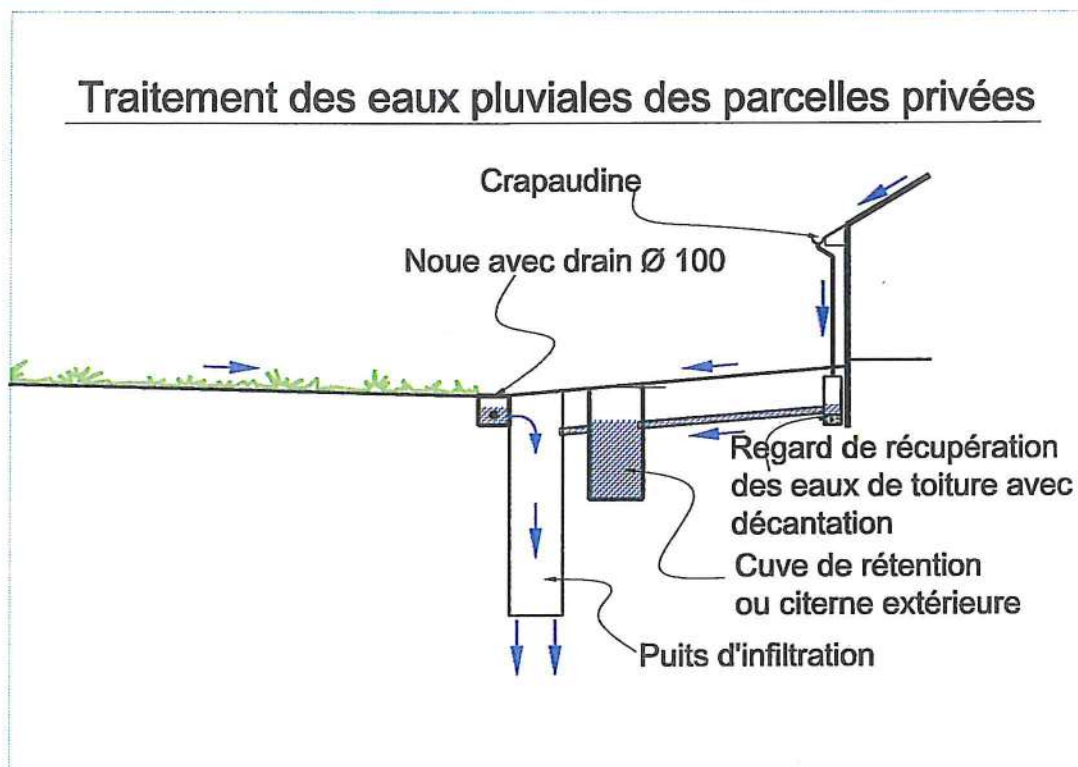 Traitement des eaux pluviales des parcelles privées
Crapaudine
Noue avec drain Ø 100
Regard de récupération
des eaux de toiture avec
décantation
Cuve de rétention
ou citerne extérieure
Puits d'infiltration